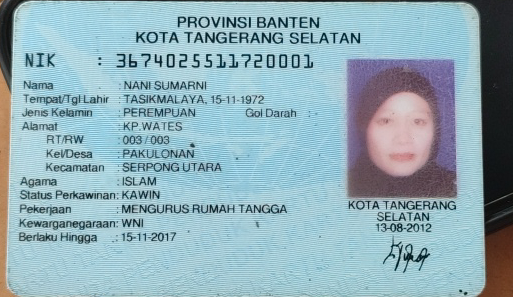 PROVINSI BANTEN
KOTA TANGERANG SELATAN
NIK : 3674025511720001
Nama : NANI SUMARNI
Tempat/Tgl Lahir : TASIKMALAYA, 15-11-1972
Jenis Kelamin : PEREMPUAN Gol Darah : -
Alamat : KP.WATES
RT/RW : 003 / 003
Kel/Desa : PAKULONAN
Kecamatan : SERPONG UTARA
Agama : ISLAM
Status Perkawinan: KAWIN
Pekerjaan : MENGURUS RUMAH TANGGA
Kewarganegaraan: WNI
Berlaku Hingga : 15-11-2017
KOTA TANGERANG
SELATAN
13-08-2012